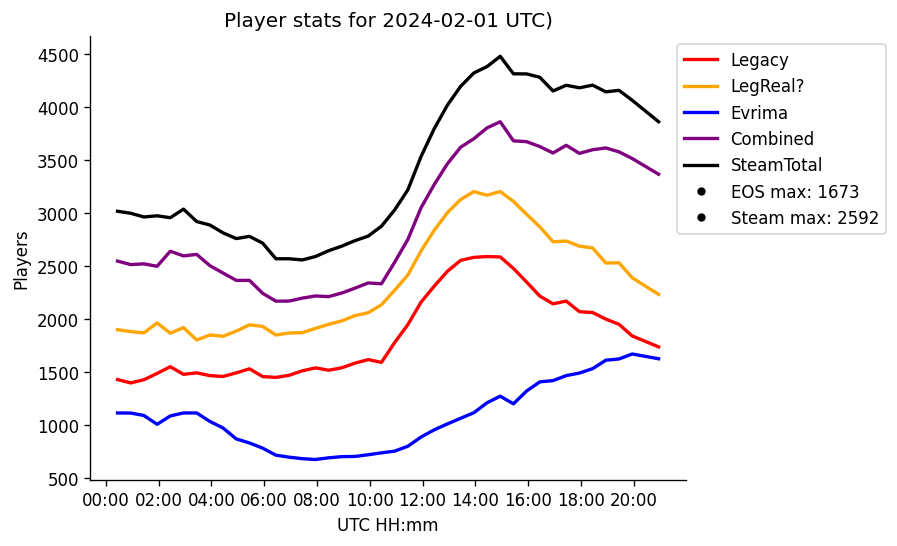 Player stats for 2024-02-01 UTC)
4500
4000
3500
3000
2500
2000
1500
1000
500
Players
00:00 02:00 04:00 06:00 08:00 10:00 12:00 14:00 16:00 18:00 20:00
UTC HH:mm
Legacy
LegReal?
Evrima
Combined
SteamTotal
EOS max: 1673
Steam max: 2592